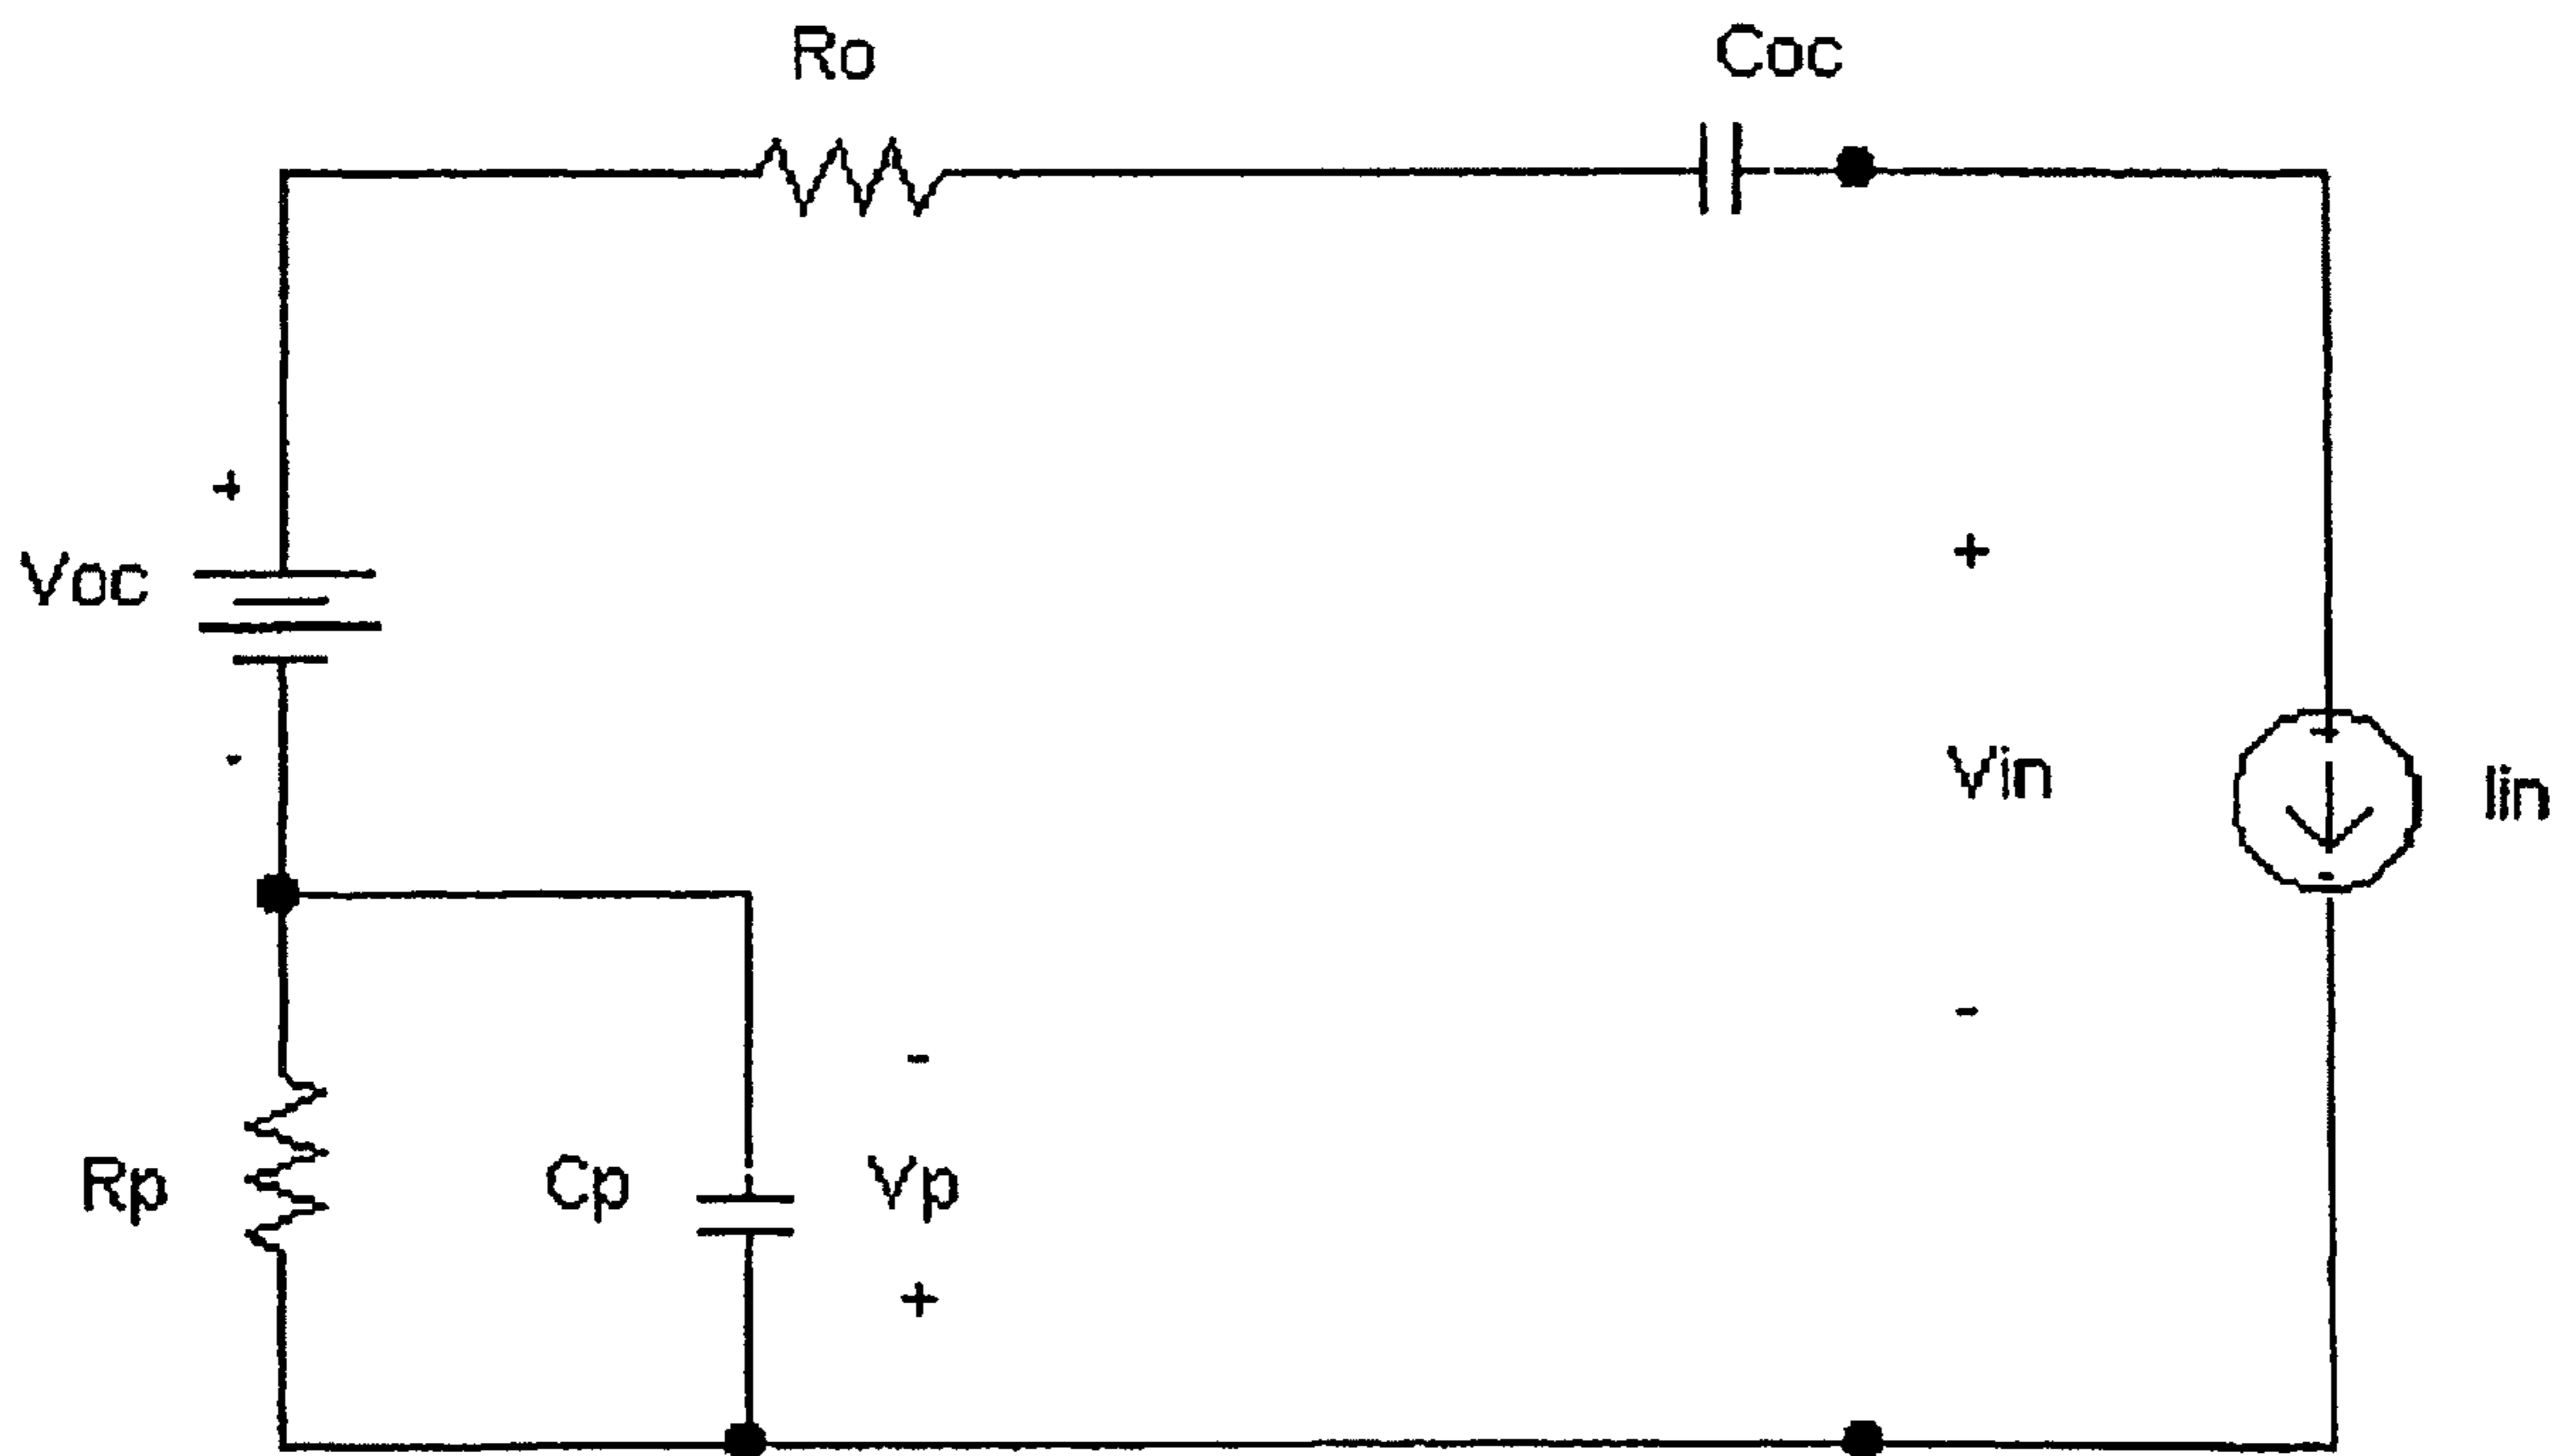 Ro
Coc
+
Voc
-
+
Vin
-
+
-
Iin
Rp
Cp
-
Vp
+